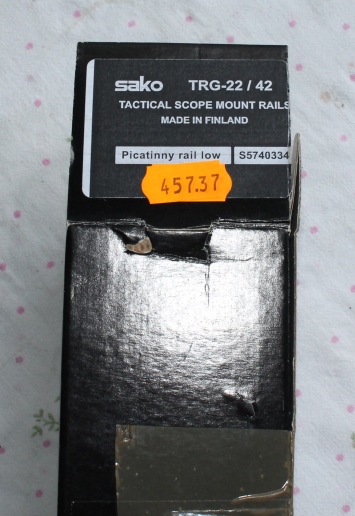 sako TRG-22 / 42
TACTICAL SCOPE MOUNT RAILS
MADE IN FINLAND
Picatinny rail low S5740334
457.37